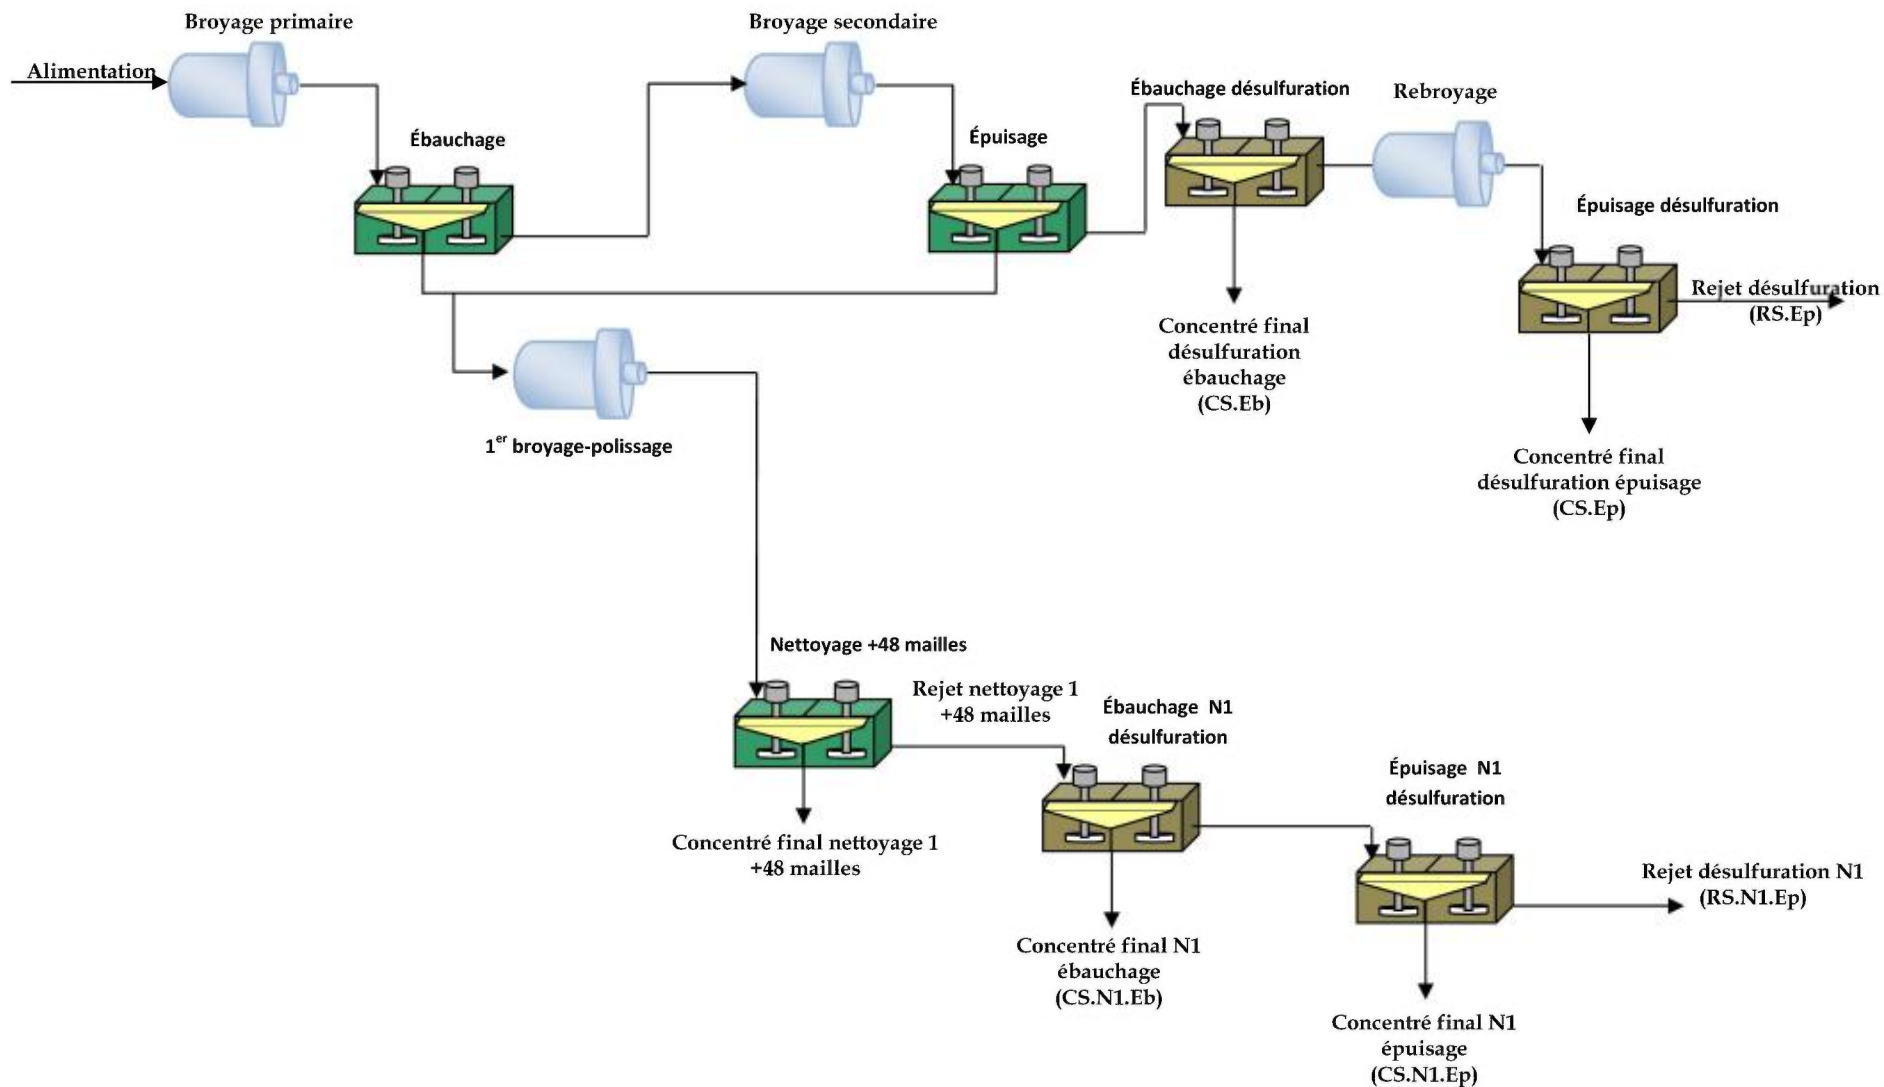 Broyage primaire
Broyage secondaire
Alimentation
Ébauchage
Épuisage
Ébauchage désulfuration
Rebroyage
Épuisage désulfuration
Rejet désulfuration
(RS.Ep)
Concentré final
désulfuration
ébauchage
(CS.Eb)
Concentré final
désulfuration épuisage
(CS.Ep)
1er broyage-polissage
Nettoyage +48 mailles
Rejet nettoyage 1
+48 mailles
Ébauchage N1
désulfuration
Épuisage N1
désulfuration
Concentré final nettoyage 1
+48 mailles
Rejet désulfuration N1
(RS.N1.Ep)
Concentré final N1
ébauchage
(CS.N1.Eb)
Concentré final N1
épuisage
(CS.N1.Ep)